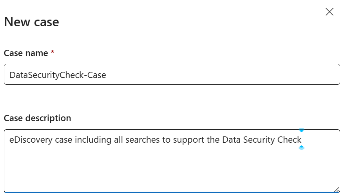 New case
Case name *
DataSecurityCheck-Case
Case description
eDiscovery case including all searches to support the Data Security Check